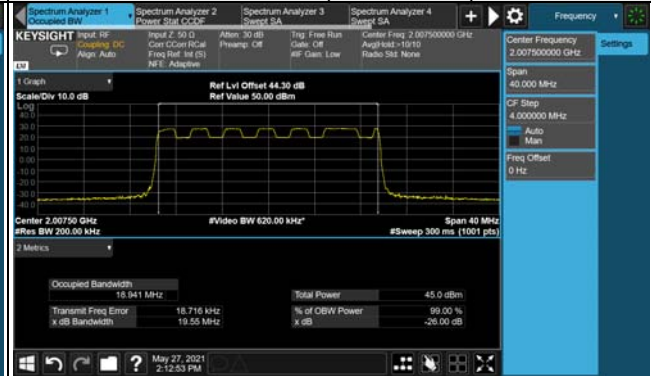 Spectrum Analyzer 1
Occupied BW
Spectrum Analyzer 2
Power Stat CCDF
Spectrum Analyzer 3
Swept SA
Spectrum Analyzer 4
Swept SA
Frequency
KEYSIGHT
Input: RF
Coupling: DC
Align: Auto
Input Z: 50 Ω
Corr CCorr RCal
Freq Ref: Int (S)
NFE: Adaptive
Atten: 30 dB
Preamp: Off
Trig: Free Run
Gate: Off
#IF Gain: Low
Center Freq: 2.007500000 GHz
Avg|Hold:>10/10
Radio Std: None
Center Frequency
2.007500000 GHz
Settings
Span
40.000 MHz
CF Step
4.000000 MHz
Auto
Man
Freq Offset
0 Hz
1 Graph
Scale/Div 10.0 dB
Ref Lvl Offset 44.30 dB
Ref Value 50.00 dBm
Log
40.0
30.0
20.0
10.0
0.00
-10.0
-20.0
-30.0
-40.0
Center 2.00750 GHz
#Res BW 200.00 kHz
#Video BW 620.00 kHz*
Span 40 MHz
#Sweep 300 ms (1001 pts)
2 Metrics
Occupied Bandwidth
16.941 MHz
Total Power 45.0 dBm
Transmit Freq Error 18.716 kHz
% of OBW Power 99.00 %
x dB Bandwidth 19.55 MHz
x dB -26.00 dB
May 27, 2021
2:12:53 PM